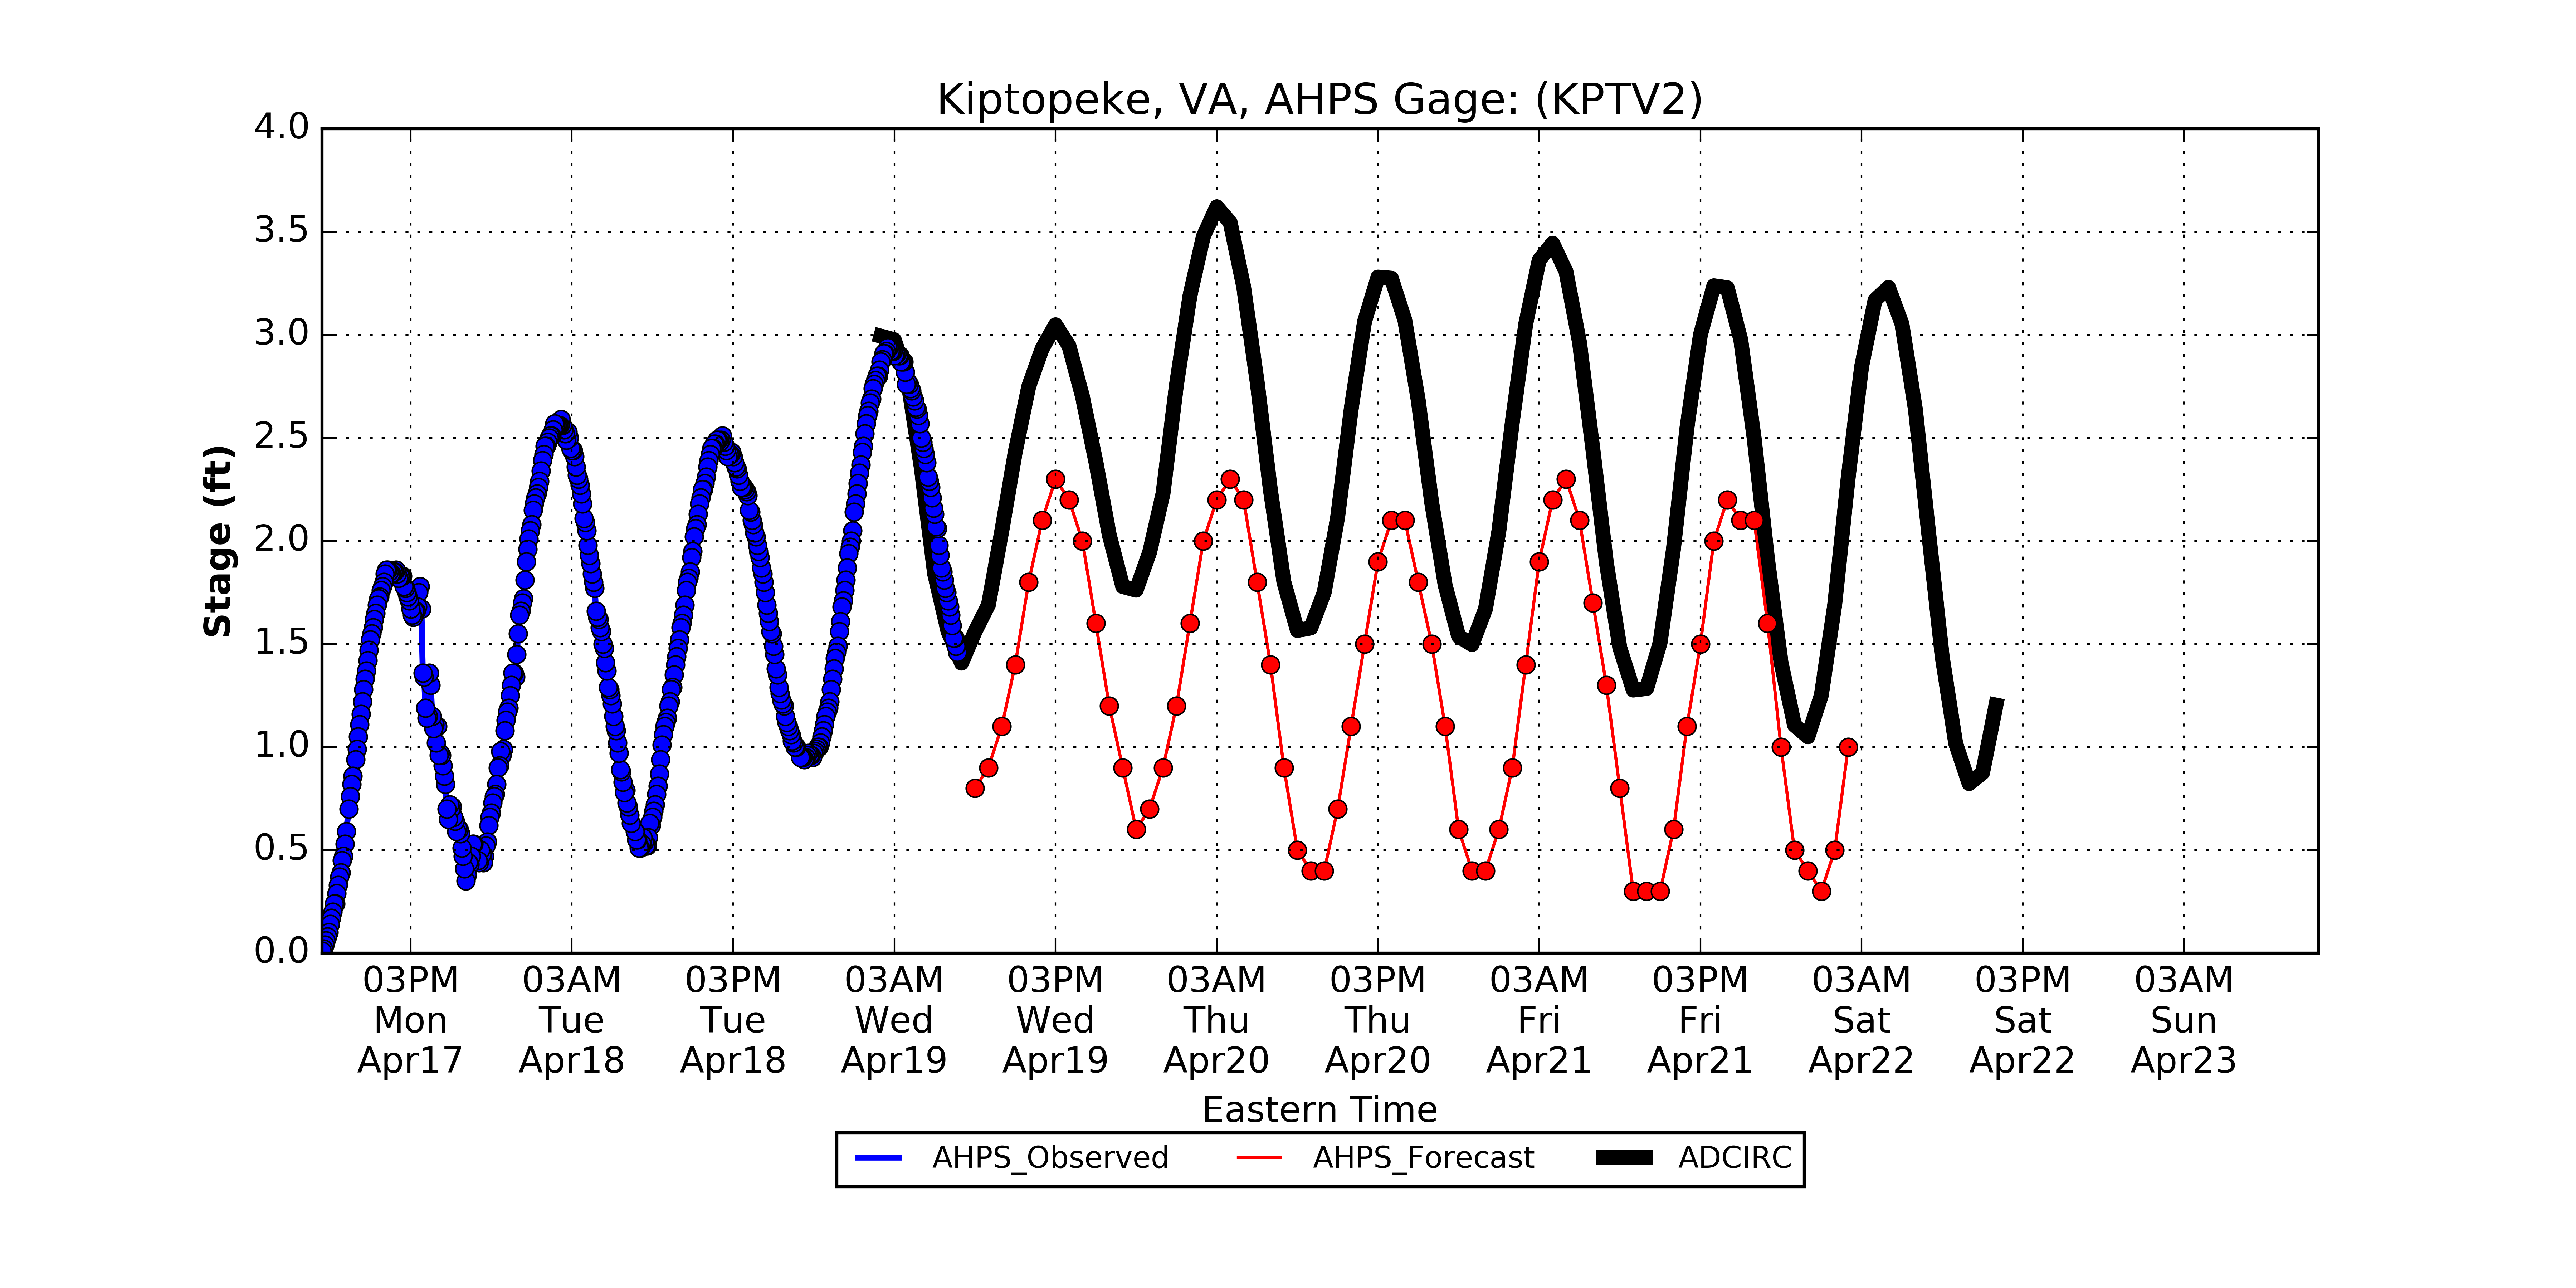 Kiptopeke, VA, AHPS Gage: (KPTV2)
4.0
3.5
3.0
2.5
2.0
1.5
1.0
0.5
0.0
Stage (ft)
03PM 03AM 03PM 03AM 03PM 03AM 03PM 03AM 03PM 03AM 03PM 03AM
Mon Tue Tue Wed Wed Thu Thu Fri Fri Sat Sat Sun
Apr17 Apr18 Apr18 Apr19 Apr19 Apr20 Apr20 Apr21 Apr21 Apr22 Apr22 Apr23
Eastern Time
AHPS_Observed AHPS_Forecast ADCIRC